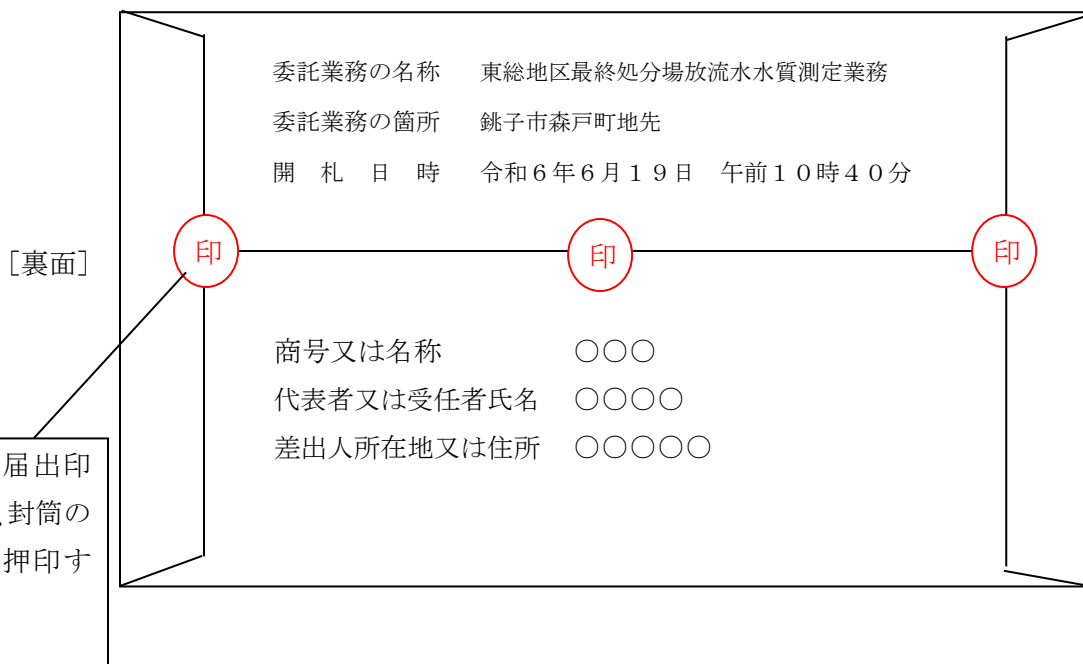 委託業務の名称　東総地区最終処分場放流水水質測定業務
委託業務の箇所　銚子市森戸町地先
開　札　日　時　令和６年６月１９日　午前１０時４０分
[裏面]
印
印
印
商号又は名称　○○○
代表者又は受任者氏名　○○○○
差出人所在地又は住所　○○○○○
届出印
封筒の
押印す